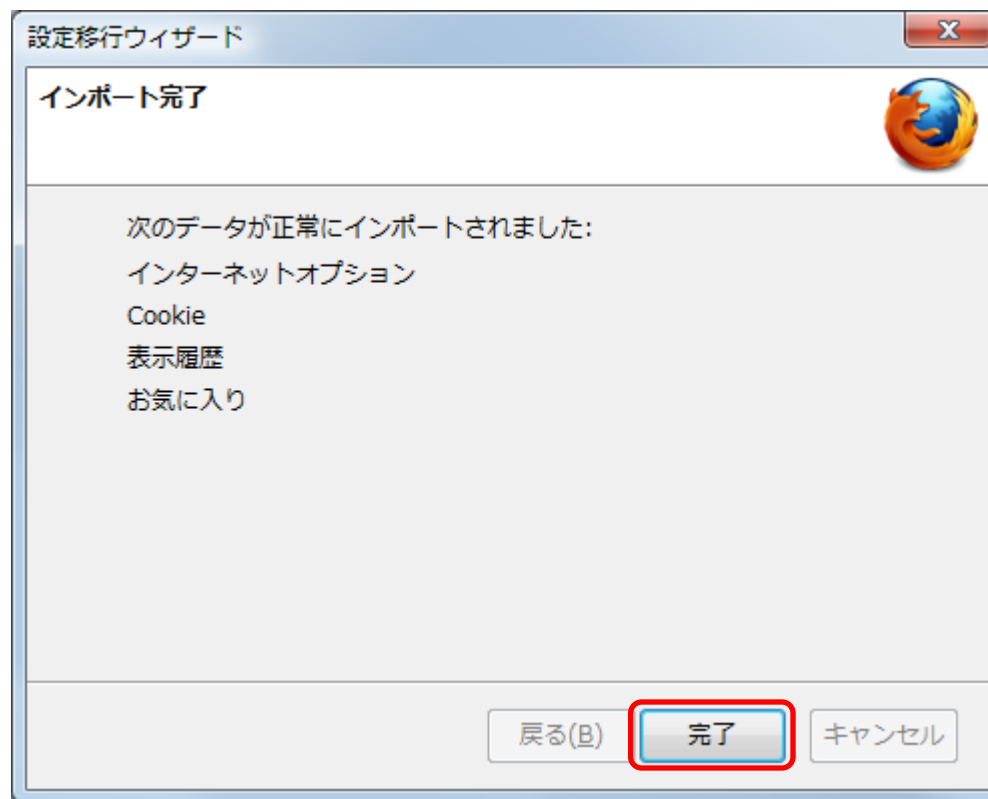 設定移行ウィザード
インポート完了
次のデータが正常にインポートされました:
インターネットオプション
Cookie
表示履歴
お気に入り
戻る(B) 完了 キャンセル